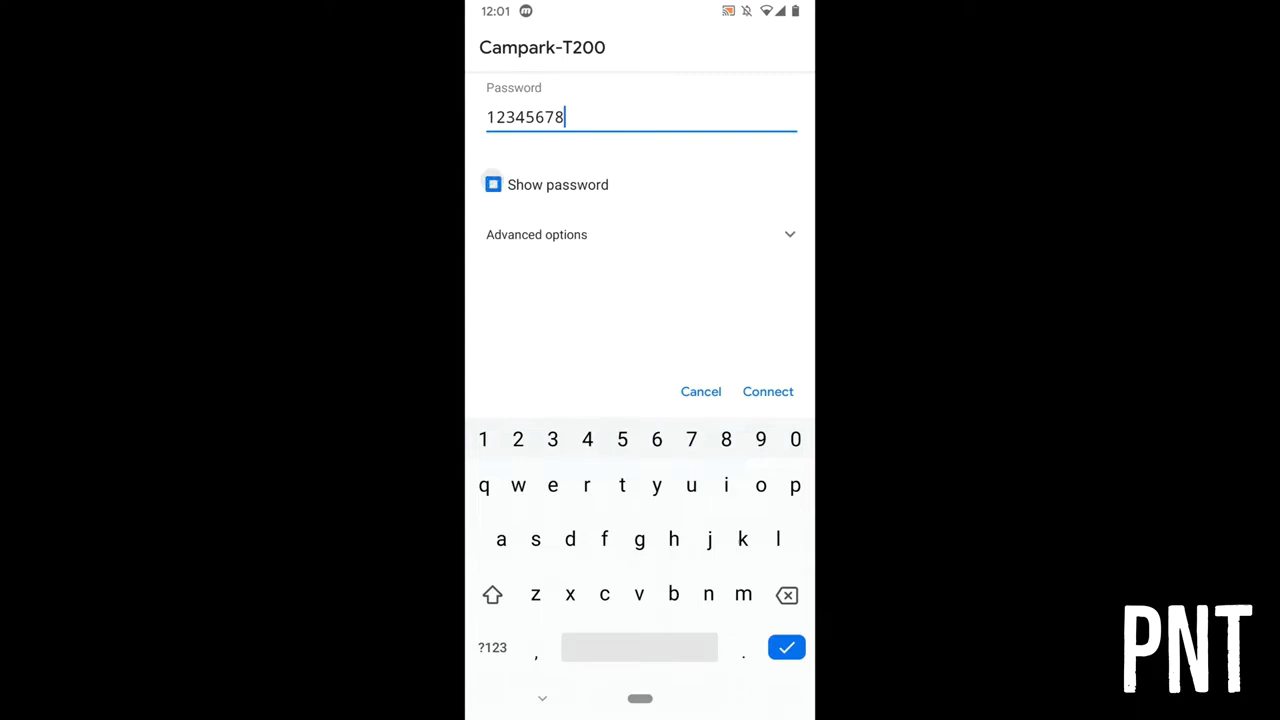 12:01
Campark-T200
Password
12345678
Show password
Advanced options
Cancel Connect
1 2 3 4 5 6 7 8 9 0
q w e r t y u i o p
a s d f g h j k l
z x c v b n m
?123 , .
PNT